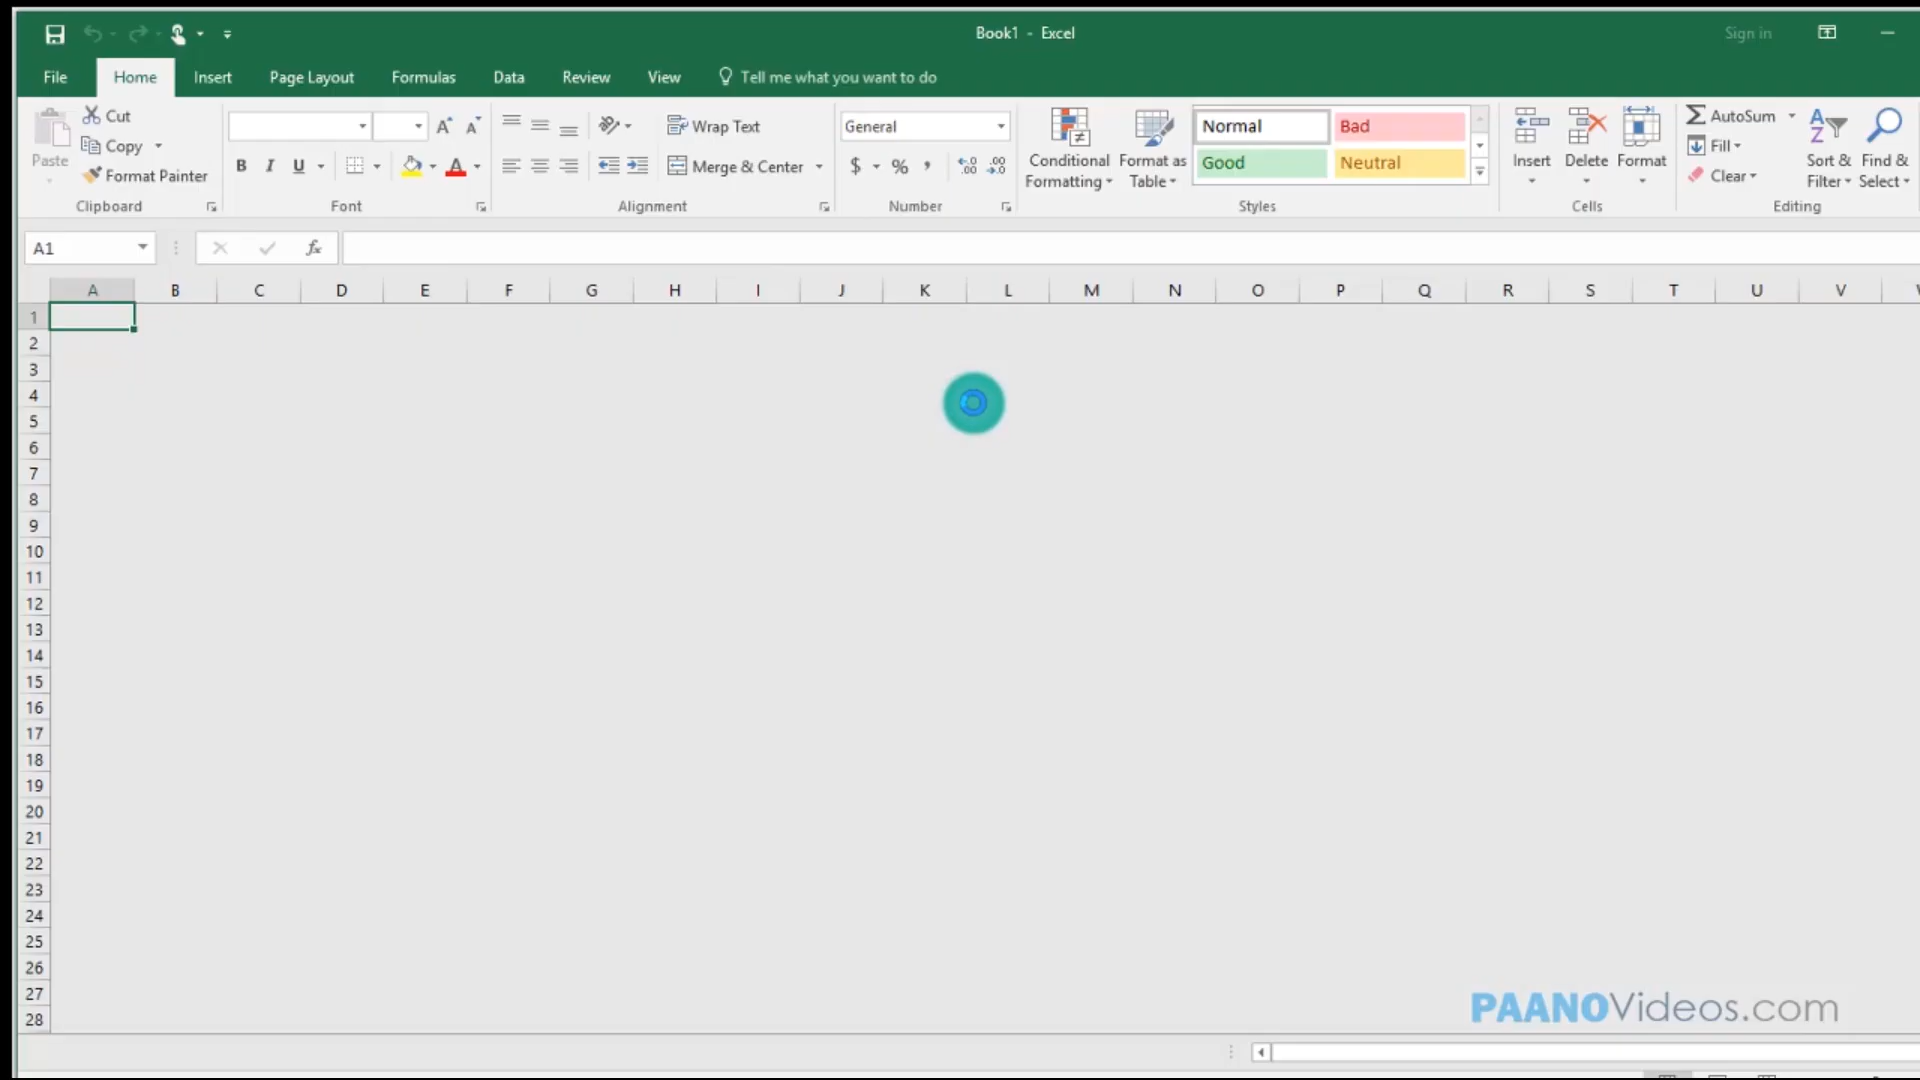 Book1 - Excel
Sign in
File Home Insert Page Layout Formulas Data Review View Tell me what you want to do
Paste
Cut
Copy
Format Painter
Clipboard
B I U A
Font
Wrap Text
Merge & Center
Alignment
General
$ % ,
Number
Conditional
Formatting
Format as
Table
Normal Bad
Good Neutral
Styles
Insert Delete Format
Cells
AutoSum
Fill
Clear
Sort &
Filter
Find &
Select
Editing
A1
fx
A B C D E F G H I J K L M N O P Q R S T U V
1
2
3
4
5
6
7
8
9
10
11
12
13
14
15
16
17
18
19
20
21
22
23
24
25
26
27
28
PAANOVideos.com